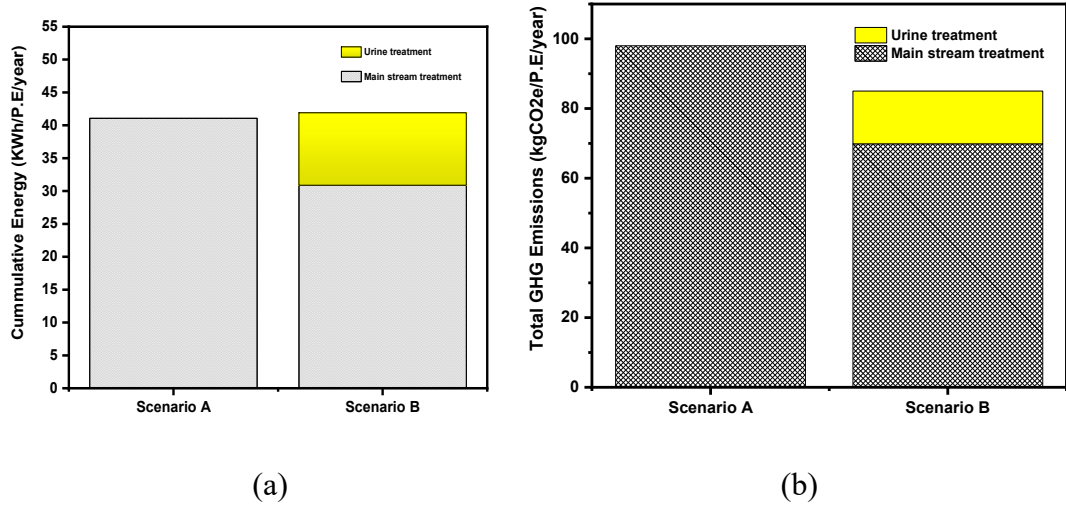 Cummulative Energy (KWh/P.E/year)
55
50
45
40
35
30
25
20
15
10
5
0
Urine treatment
Main stream treatment
Scenario A
Scenario B
(a)
Total GHG Emissions (kgCO2e/P.E/year)
100
80
60
40
20
0
Urine treatment
Main stream treatment
Scenario A
Scenario B
(b)